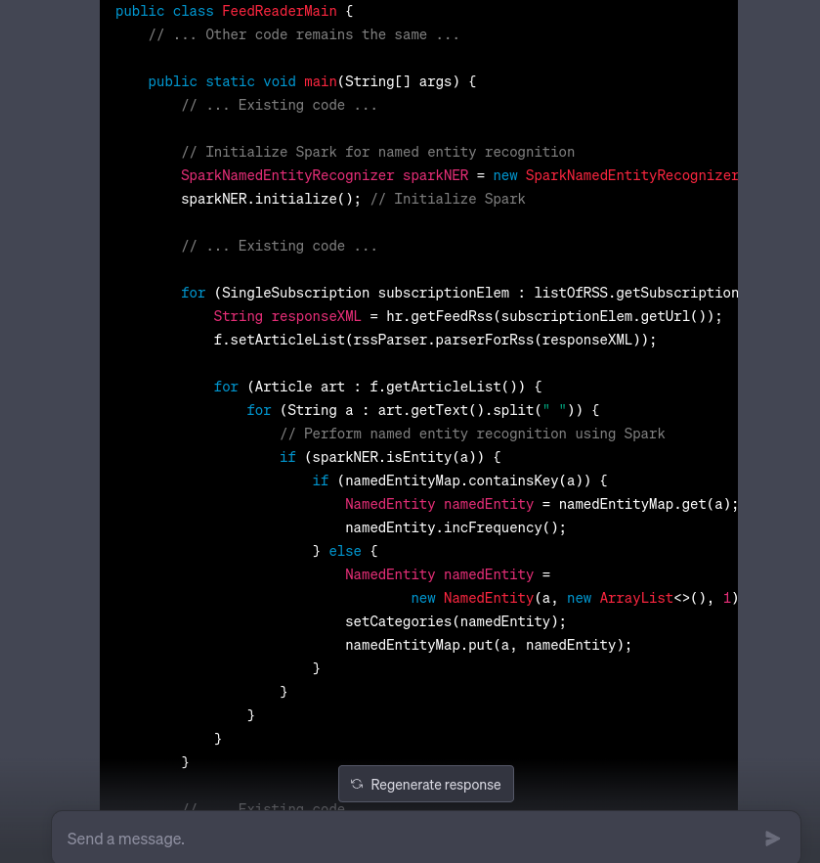 public class FeedReaderMain {
    // ... Other code remains the same ...

    public static void main(String[] args) {
        // ... Existing code ...

        // Initialize Spark for named entity recognition
        SparkNamedEntityRecognizer sparkNER = new SparkNamedEntityRecognizer
        sparkNER.initialize(); // Initialize Spark

        // ... Existing code ...

        for (SingleSubscription subscriptionElem : listOfRSS.getSubscription
            String responseXML = hr.getFeedRss(subscriptionElem.getUrl());
            f.setArticleList(rssParser.parserForRss(responseXML));

            for (Article art : f.getArticleList()) {
                for (String a : art.getText().split(" ")) {
                    // Perform named entity recognition using Spark
                    if (sparkNER.isEntity(a)) {
                        if (namedEntityMap.containsKey(a)) {
                            NamedEntity namedEntity = namedEntityMap.get(a);
                            namedEntity.incFrequency();
                        } else {
                            NamedEntity namedEntity =
                                    new NamedEntity(a, new ArrayList<>(), 1)
                            setCategories(namedEntity);
                            namedEntityMap.put(a, namedEntity);
                        }
                    }
                }
            }
        }
Regenerate response
        // ... Existing code
Send a message.